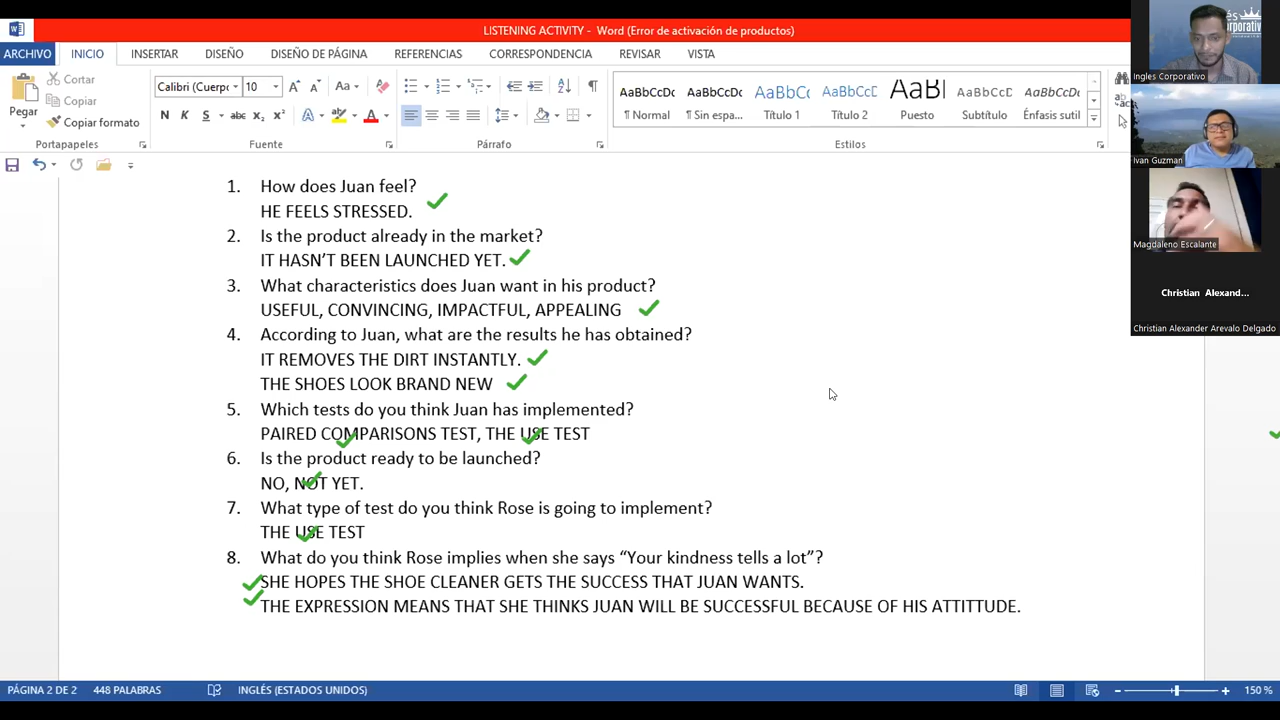 LISTENING ACTIVITY - Word (Error de activación de productos)
ARCHIVO INICIO INSERTAR DISEÑO DISEÑO DE PÁGINA REFERENCIAS CORRESPONDENCIA REVISAR VISTA
Pegar
Cortar
Copiar
Copiar formato
Portapapeles
Calibri (Cuerpo 10
N K S abc x₂ x²
Fuente
Párrafo
AaBbCcDc AaBbCcDc AaBbCc AaBbCcD AaBl AaBbCcD AaBbCcDc
¶ Normal ¶ Sin espa... Título 1 Título 2 Puesto Subtítulo Énfasis sutil
Estilos
Ingles Corporativo
Ivan Guzman
Magdaleno Escalante
Christian Alexand...
Christian Alexander Arevalo Delgado
1. How does Juan feel?
HE FEELS STRESSED.
2. Is the product already in the market?
IT HASN'T BEEN LAUNCHED YET.
3. What characteristics does Juan want in his product?
USEFUL, CONVINCING, IMPACTFUL, APPEALING
4. According to Juan, what are the results he has obtained?
IT REMOVES THE DIRT INSTANTLY.
THE SHOES LOOK BRAND NEW
5. Which tests do you think Juan has implemented?
PAIRED COMPARISONS TEST, THE USE TEST
6. Is the product ready to be launched?
NO, NOT YET.
7. What type of test do you think Rose is going to implement?
THE USE TEST
8. What do you think Rose implies when she says “Your kindness tells a lot”?
SHE HOPES THE SHOE CLEANER GETS THE SUCCESS THAT JUAN WANTS.
THE EXPRESSION MEANS THAT SHE THINKS JUAN WILL BE SUCCESSFUL BECAUSE OF HIS ATTITTUDE.
PÁGINA 2 DE 2 448 PALABRAS INGLÉS (ESTADOS UNIDOS) 150 %